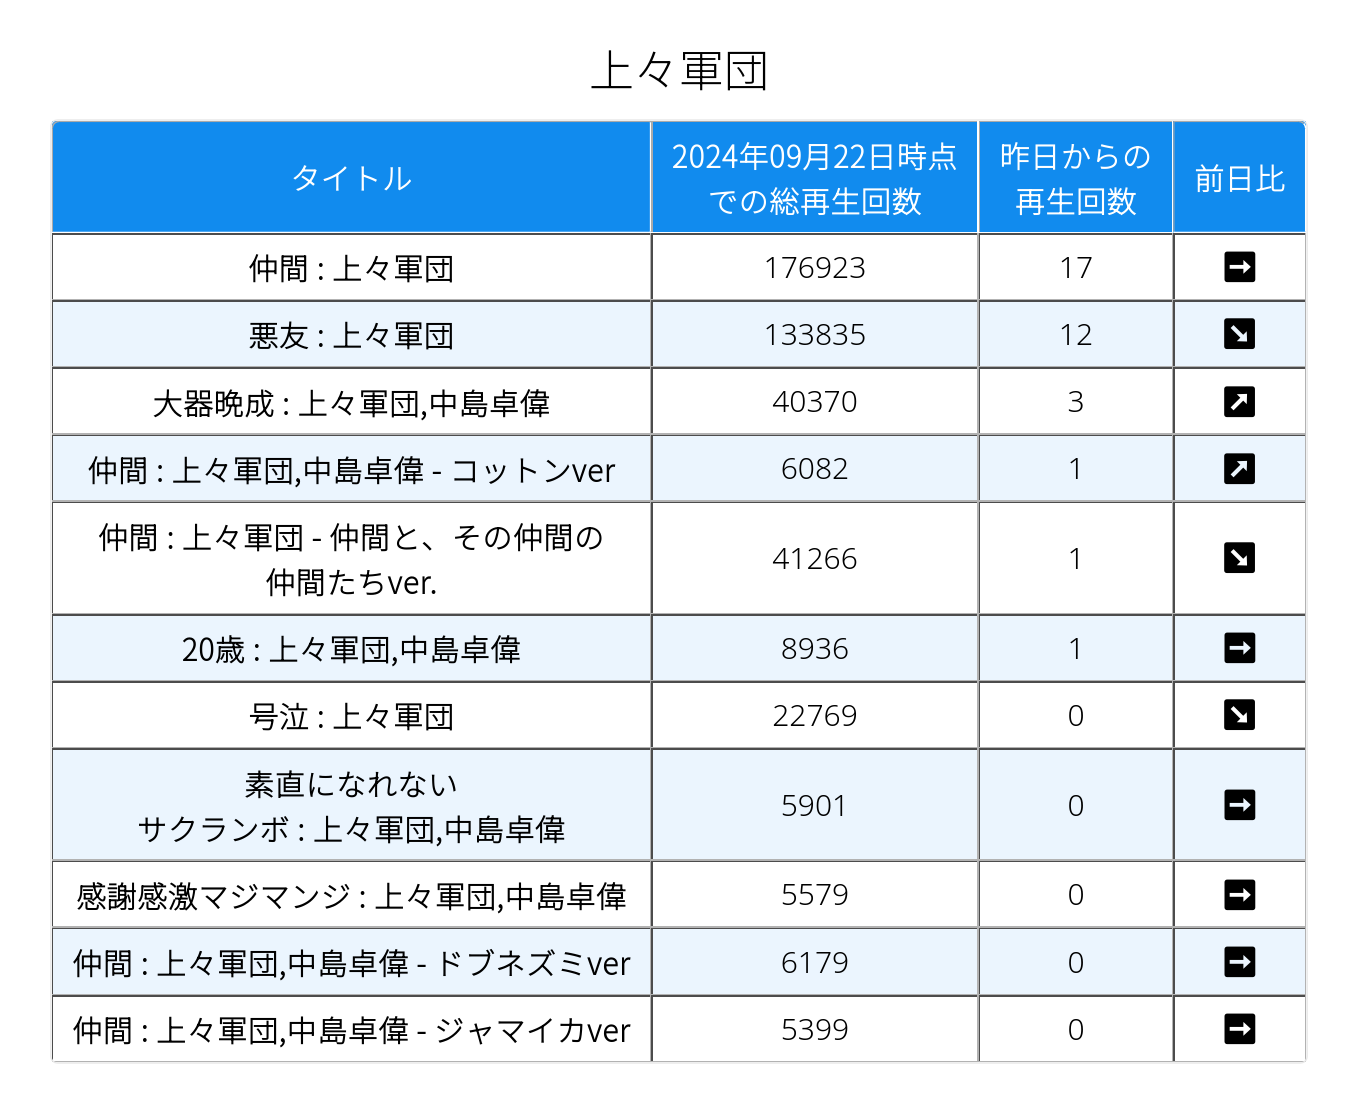 上々軍団
タイトル
2024年09月22日時点
での総再生回数
昨日からの
再生回数
前日比
仲間 : 上々軍団
176923
17
悪友 : 上々軍団
133835
12
大器晩成 : 上々軍団,中島卓偉
40370
3
仲間 : 上々軍団,中島卓偉 - コットンver
6082
1
仲間 : 上々軍団 - 仲間と、その仲間の
仲間たちver.
41266
1
20歳 : 上々軍団,中島卓偉
8936
1
号泣 : 上々軍団
22769
0
素直になれない
サクランボ : 上々軍団,中島卓偉
5901
0
感謝感激マジマンジ : 上々軍団,中島卓偉
5579
0
仲間 : 上々軍団,中島卓偉 - ドブネズミver
6179
0
仲間 : 上々軍団,中島卓偉 - ジャマイカver
5399
0